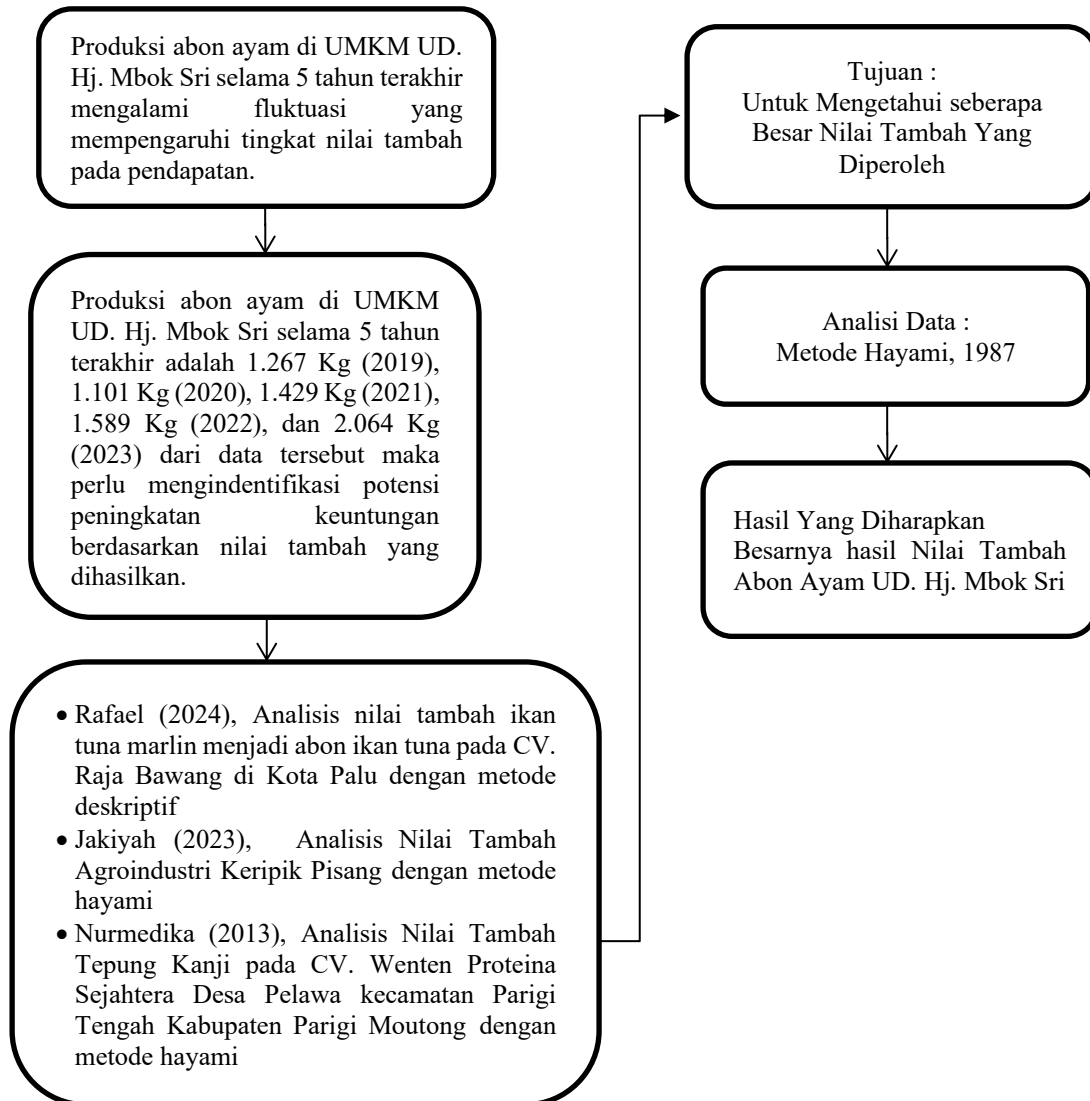 Produksi abon ayam di UMKM UD.
Hj. Mbok Sri selama 5 tahun terakhir
mengalami fluktuasi yang
mempengaruhi tingkat nilai tambah
pada pendapatan.
Produksi abon ayam di UMKM
UD. Hj. Mbok Sri selama 5 tahun
terakhir adalah 1.267 Kg (2019),
1.101 Kg (2020), 1.429 Kg (2021),
1.589 Kg (2022), dan 2.064 Kg
(2023) dari data tersebut maka
perlu mengindentifikasi potensi
peningkatan keuntungan
berdasarkan nilai tambah yang
dihasilkan.
• Rafael (2024), Analisis nilai tambah ikan
tuna marlin menjadi abon ikan tuna pada CV.
Raja Bawang di Kota Palu dengan metode
deskriptif
• Jakiyah (2023), Analisis Nilai Tambah
Agroindustri Keripik Pisang dengan metode
hayami
• Nurmedika (2013), Analisis Nilai Tambah
Tepung Kanji pada CV. Wenten Proteina
Sejahtera Desa Pelawa kecamatan Parigi
Tengah Kabupaten Parigi Moutong dengan
metode hayami
Tujuan :
Untuk Mengetahui seberapa
Besar Nilai Tambah Yang
Diperoleh
Analisi Data :
Metode Hayami, 1987
Hasil Yang Diharapkan
Besarnya hasil Nilai Tambah
Abon Ayam UD. Hj. Mbok Sri